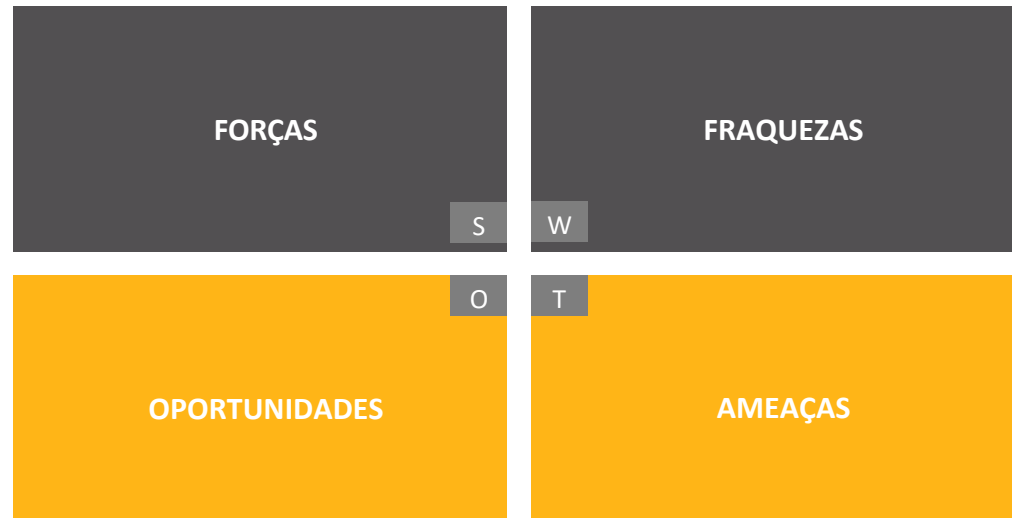 FORÇAS
S
FRAQUEZAS
W
OPORTUNIDADES
O
AMEAÇAS
T